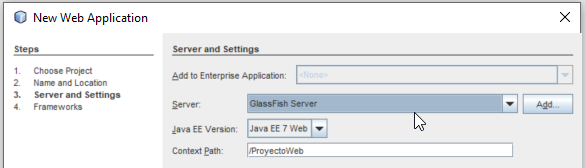 New Web Application
Steps
1. Choose Project
2. Name and Location
3. Server and Settings
4. Frameworks
Server and Settings
Add to Enterprise Application: <None>
Server: GlassFish Server Add...
Java EE Version: Java EE 7 Web
Context Path: /ProyectoWeb